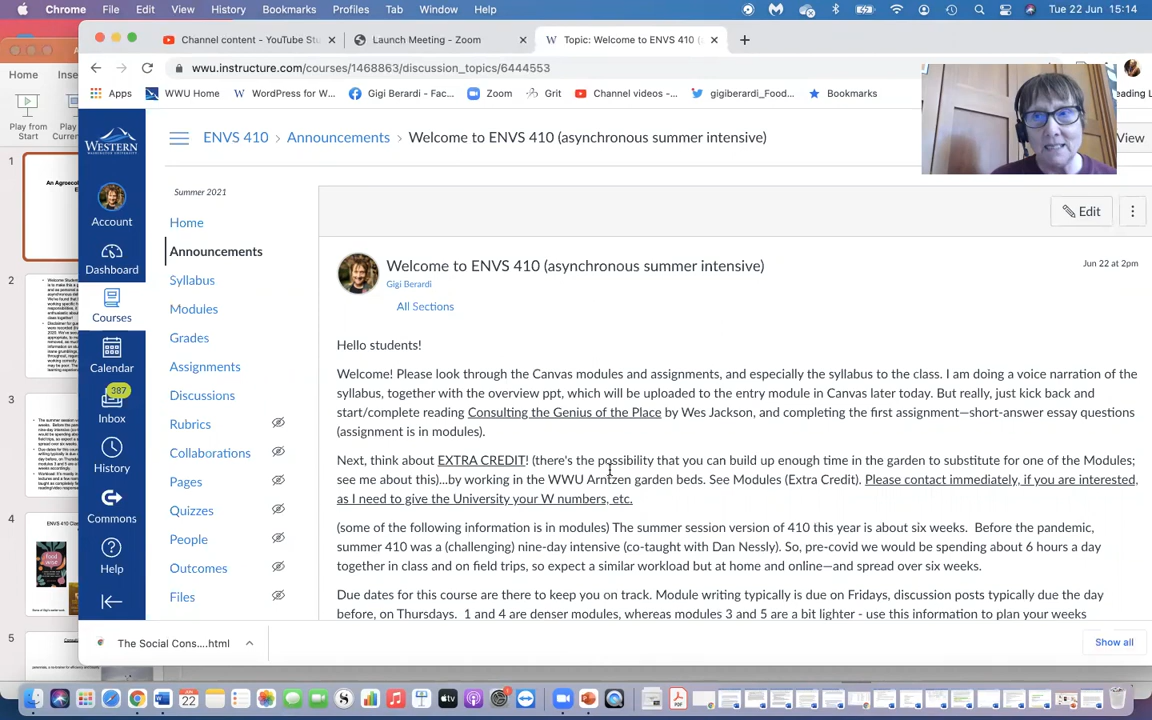 Chrome File Edit View History Bookmarks Profiles Tab Window Help Tue 22 Jun 15:14
Channel content - YouTube Stu
Launch Meeting - Zoom
Topic: Welcome to ENVS 410 (
wwu.instructure.com/courses/1468863/discussion_topics/6444553
Apps WWU Home WordPress for W... Gigi Berardi - Fac... Zoom Grit Channel videos -... gigiberardi_Food... Bookmarks
Home
Play from
Start
WESTERN
ENVS 410 › Announcements › Welcome to ENVS 410 (asynchronous summer intensive)
View
Account
Dashboard
Courses
Calendar
387
Inbox
History
Commons
Help
Summer 2021
Home
Announcements
Syllabus
Modules
Grades
Assignments
Discussions
Rubrics
Collaborations
Pages
Quizzes
People
Outcomes
Files
Edit
Welcome to ENVS 410 (asynchronous summer intensive)
Jun 22 at 2pm
Gigi Berardi
All Sections
Hello students!
Welcome! Please look through the Canvas modules and assignments, and especially the syllabus to the class. I am doing a voice narration of the
syllabus, together with the overview ppt, which will be uploaded to the entry module in Canvas later today. But really, just kick back and
start/complete reading Consulting the Genius of the Place by Wes Jackson, and completing the first assignment—short-answer essay questions
(assignment is in modules).
Next, think about EXTRA CREDIT! (there's the possibility that you can build up enough time in the garden to substitute for one of the Modules;
see me about this)...by working in the WWU Arntzen garden beds. See Modules (Extra Credit). Please contact immediately, if you are interested,
as I need to give the University your W numbers, etc.
(some of the following information is in modules) The summer session version of 410 this year is about six weeks. Before the pandemic,
summer 410 was a (challenging) nine-day intensive (co-taught with Dan Nessly). So, pre-covid we would be spending about 6 hours a day
together in class and on field trips, so expect a similar workload but at home and online—and spread over six weeks.
Due dates for this course are there to keep you on track. Module writing typically is due on Fridays, discussion posts typically due the day
before, on Thursdays. 1 and 4 are denser modules, whereas modules 3 and 5 are a bit lighter - use this information to plan your weeks
The Social Cons....html
Show all
1
2
3
4
5
22